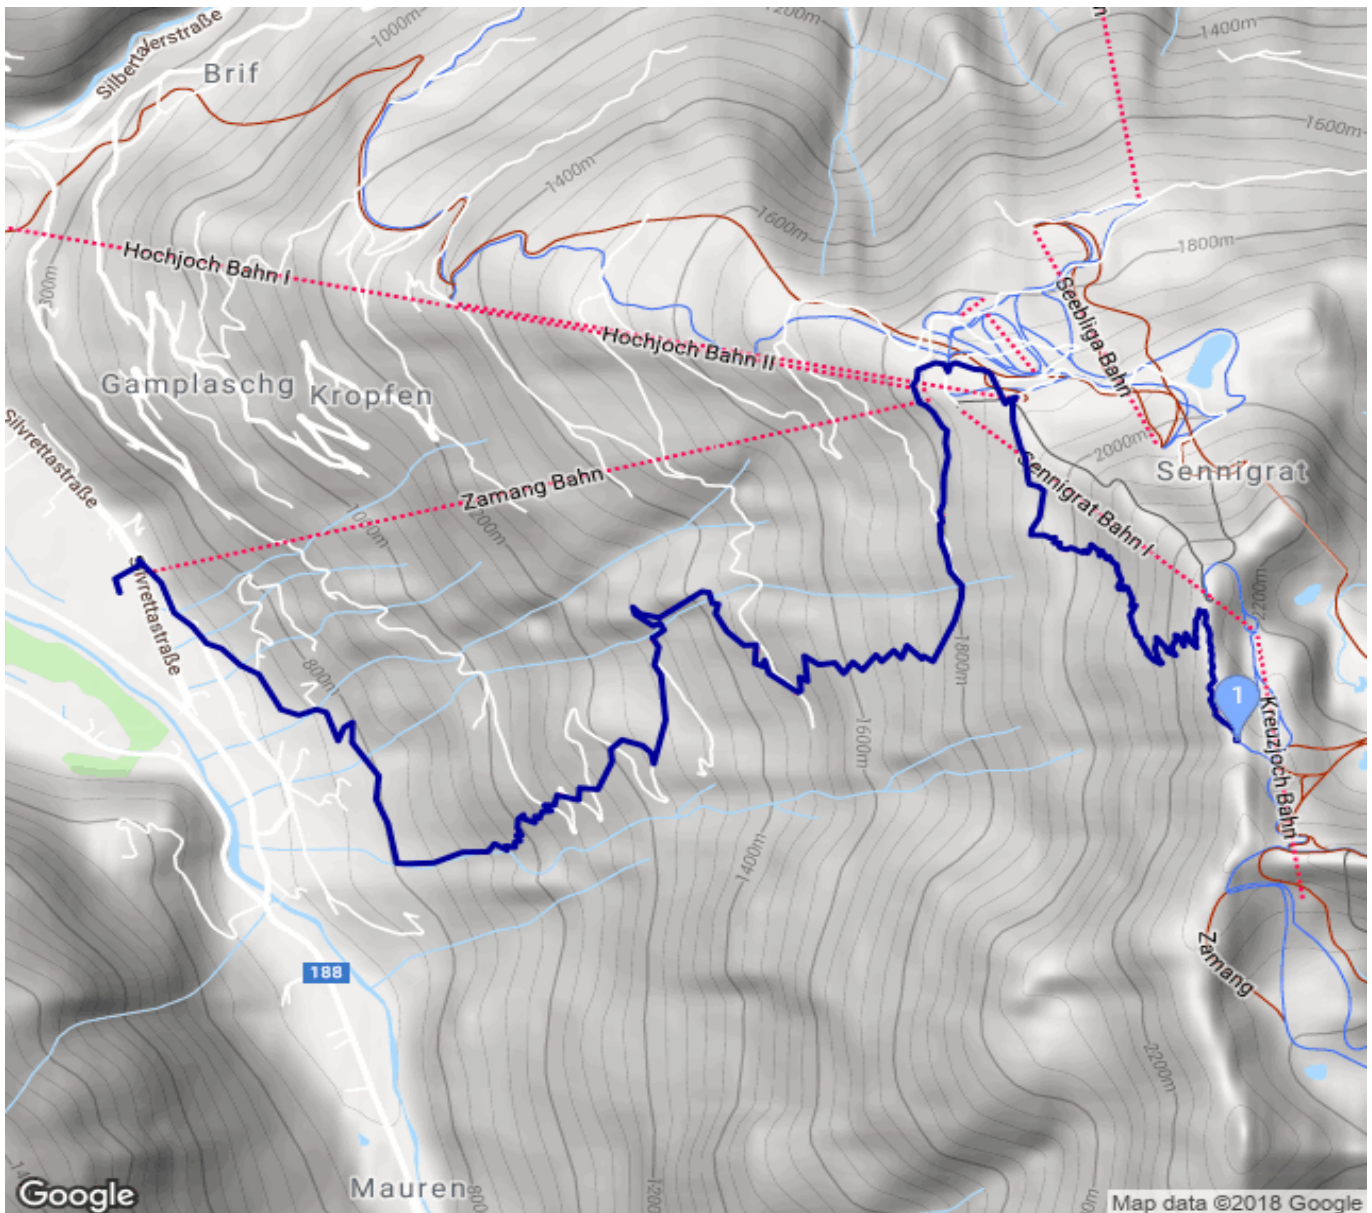 Silbertalerstraße
1000m
1200m
n
1400m
Brif
1600m
1400m
1600m
1800m
Hochjoch Bahn I
Seebliga Bahn
Hochjoch Bahn II
Gamplaschg
Kropfen
Silvrettastraße
2000m
Sennigrat
Zamang Bahn
Sennigrat Bahn I
1000m
Silvrettastraße
2200m
800m
1800m
1
Kreuzjoch Bahn
1600m
1400m
Zamang
188
2200m
Mauren
Google
Map data ©2018 Google